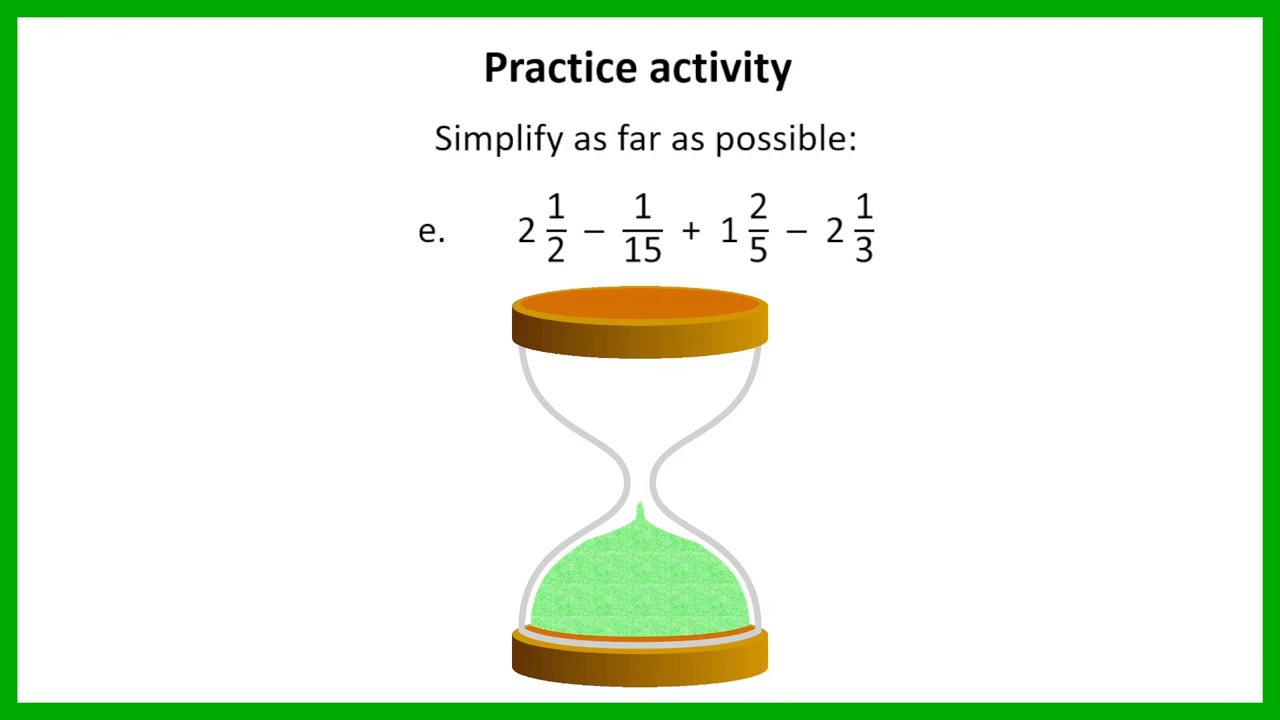 Practice activity
Simplify as far as possible:
e. 2 1/2 – 1/15 + 1 2/5 – 2 1/3